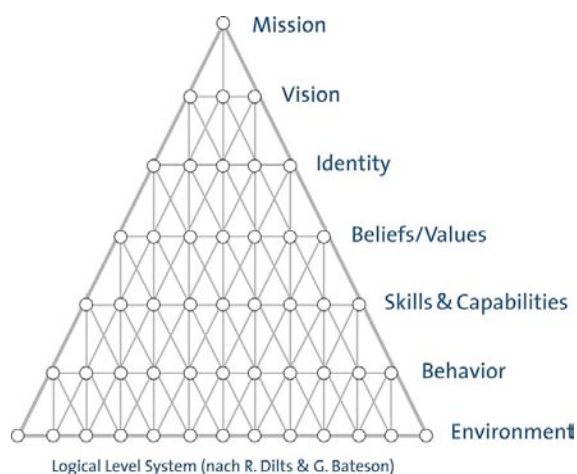 Mission
Vision
Identity
Beliefs/Values
Skills & Capabilities
Behavior
Environment
Logical Level System (nach R. Dilts & G. Bateson)